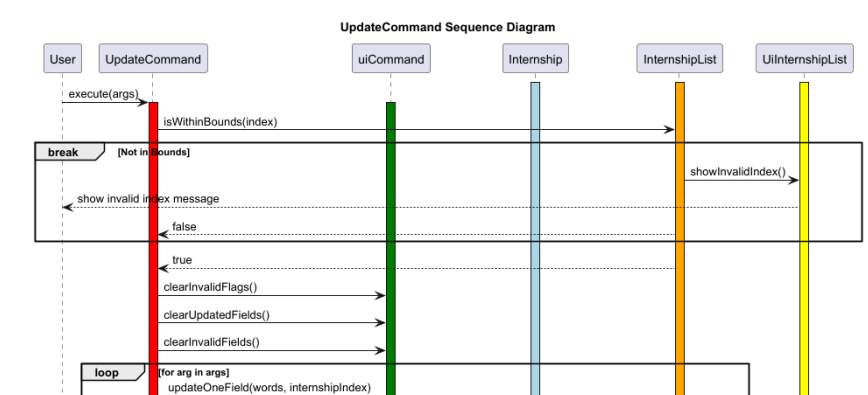 UpdateCommand Sequence Diagram
User UpdateCommand uiCommand Internship InternshipList UiInternshipList
execute(args)
isWithinBounds(index)
break [Not in Bounds]
showInvalidIndex()
show invalid index message
false
true
clearInvalidFlags()
clearUpdatedFields()
clearInvalidFields()
loop [for arg in args]
updateOneField(words, internshipIndex)